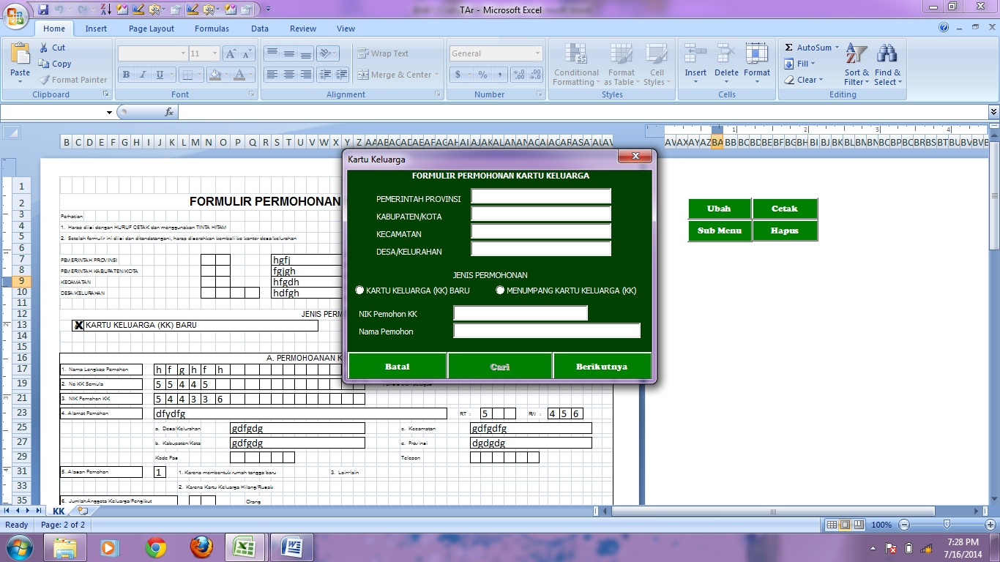 TAr - Microsoft Excel
Home Insert Page Layout Formulas Data Review View
Paste Cut Copy Format Painter
11
Wrap Text
Merge & Center
General
Conditional Formatting Format as Table Cell Styles
Insert Delete Format
AutoSum Fill Clear
Sort & Filter Find & Select
Clipboard Font Alignment Number Styles Cells Editing
FORMULIR PERMOHONAN
Perhatian
1. Harap diisi dengan HURUF CETAK dan menggunakan TINTA HITAM
2. Setelah formulir ini diisi dan ditandatangani, harap diserahkan kembali ke kantor desa/kelurahan
PEMERINTAH PROVINSI hgfj
PEMERINTAH KABUPATEN/KOTA fgjgh
KECAMATAN hfgdh
DESA/KELURAHAN hdfgh
JENIS PERM
X KARTU KELUARGA (KK) BARU
A. PERMOHOANAN K
1. Nama Lengkap Pemohon h f g h f h
2. No KK Semula 5 5 4 4 5
3. NIK Pemohon KK 5 4 4 3 3 6
4. Alamat Pemohon dfydfg RT : 5 RW : 4 5 6
a. Desa/Kelurahan gdfgdg c. Kecamatan gdfgdfg
b. Kabupaten/Kota gdfgdg c. Provinsi dgdgdg
Kode Pos Telepon
5. Alasan Pemohon 1 1. Karena membentuk rumah tangga baru 3. Lainlain
2. Karena Kartu Keluarga Hilang/Rusak
6. JumlahAnggota Keluarga/Pengikut Orang
Kartu Keluarga
FORMULIR PERMOHONAN KARTU KELUARGA
PEMERINTAH PROVINSI
KABUPATEN/KOTA
KECAMATAN
DESA/KELURAHAN
JENIS PERMOHONAN
KARTU KELUARGA (KK) BARU MENUMPANG KARTU KELUARGA (KK)
NIK Pemohon KK
Nama Pemohon
Batal Cari Berikutnya
Ubah Cetak
Sub Menu Hapus
KK
Ready Page: 2 of 2 100%
7:28 PM
7/16/2014